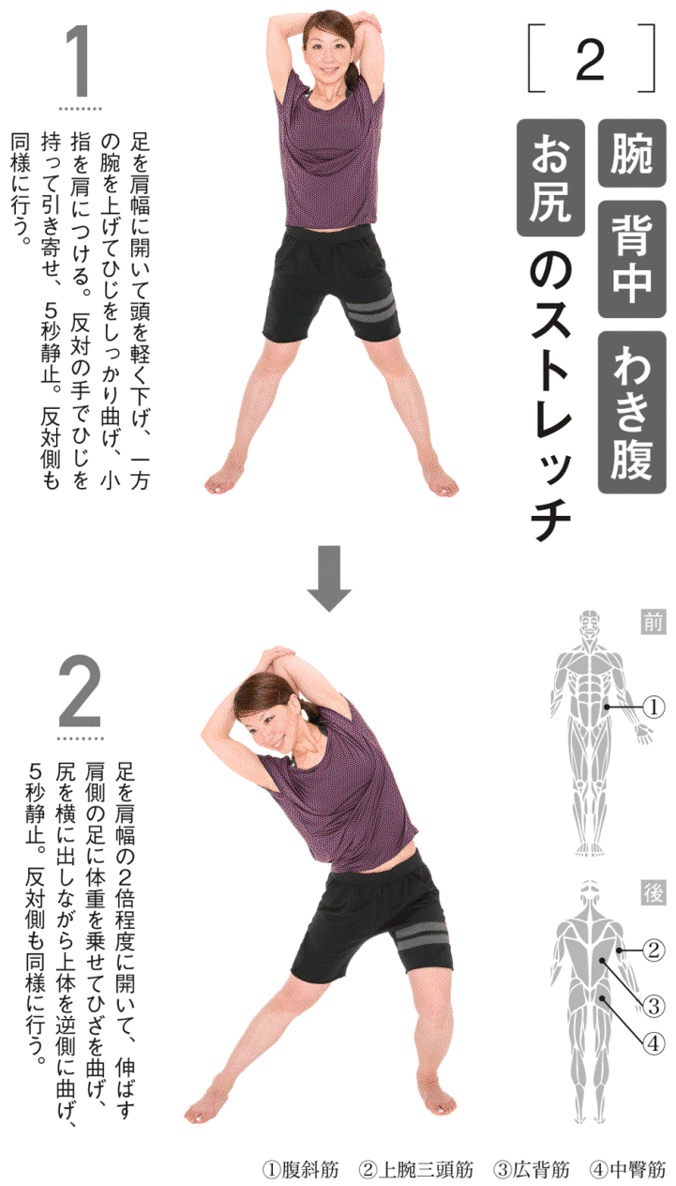 [2]
腕 背中 わき腹
お尻のストレッチ
1
足を肩幅に開いて頭を軽く下げ、一方
の腕を上げてひじをしっかり曲げ、小
指を肩につける。反対の手でひじを
持って引き寄せ、5秒静止。反対側も
同様に行う。
2
足を肩幅の2倍程度に開いて、伸ばす
肩側の足に体重を乗せてひざを曲げ、
尻を横に出しながら上体を逆側に曲げ、
5秒静止。反対側も同様に行う。
前
①
後
②
③
④
①腹斜筋 ②上腕三頭筋 ③広背筋 ④中臀筋